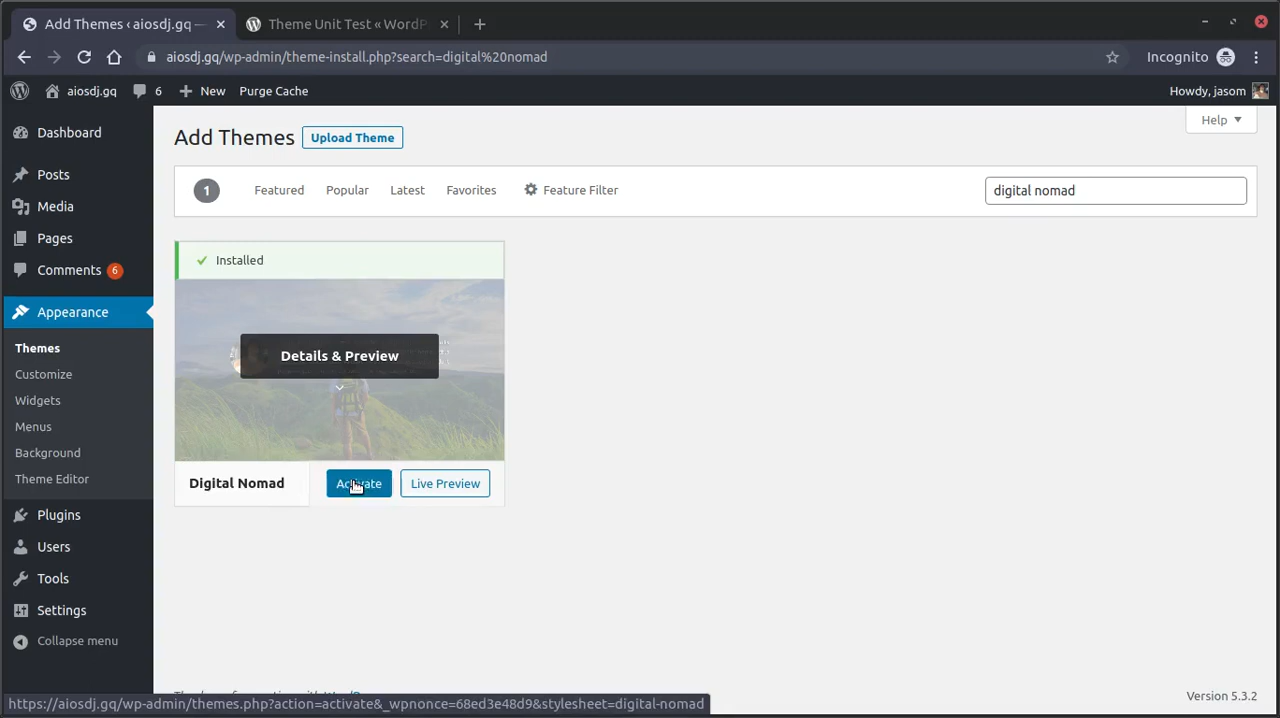 Add Themes ‹ aiosdj.gq —
Theme Unit Test « WordP
aiosdj.gq/wp-admin/theme-install.php?search=digital%20nomad
Incognito
aiosdj.gq
6
New
Purge Cache
Howdy, jasom
Dashboard
Posts
Media
Pages
Comments 6
Appearance
Themes
Customize
Widgets
Menus
Background
Theme Editor
Plugins
Users
Tools
Settings
Collapse menu
Help
Add Themes
Upload Theme
1
Featured
Popular
Latest
Favorites
Feature Filter
digital nomad
Installed
Details & Preview
Digital Nomad
Activate
Live Preview
Version 5.3.2
https://aiosdj.gq/wp-admin/themes.php?action=activate&_wpnonce=68ed3e48d9&stylesheet=digital-nomad